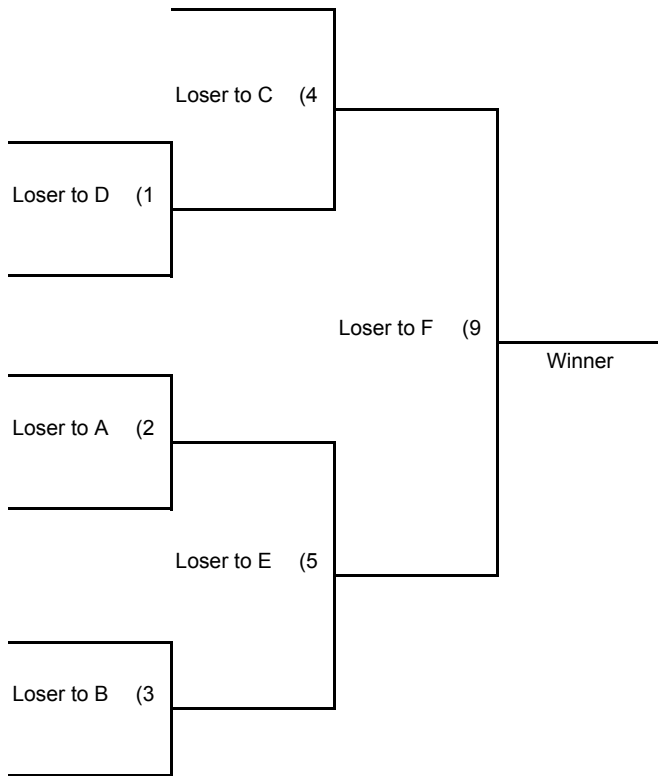 Loser to C (4
Loser to D (1
Loser to F (9
Winner
Loser to A (2
Loser to E (5
Loser to B (3